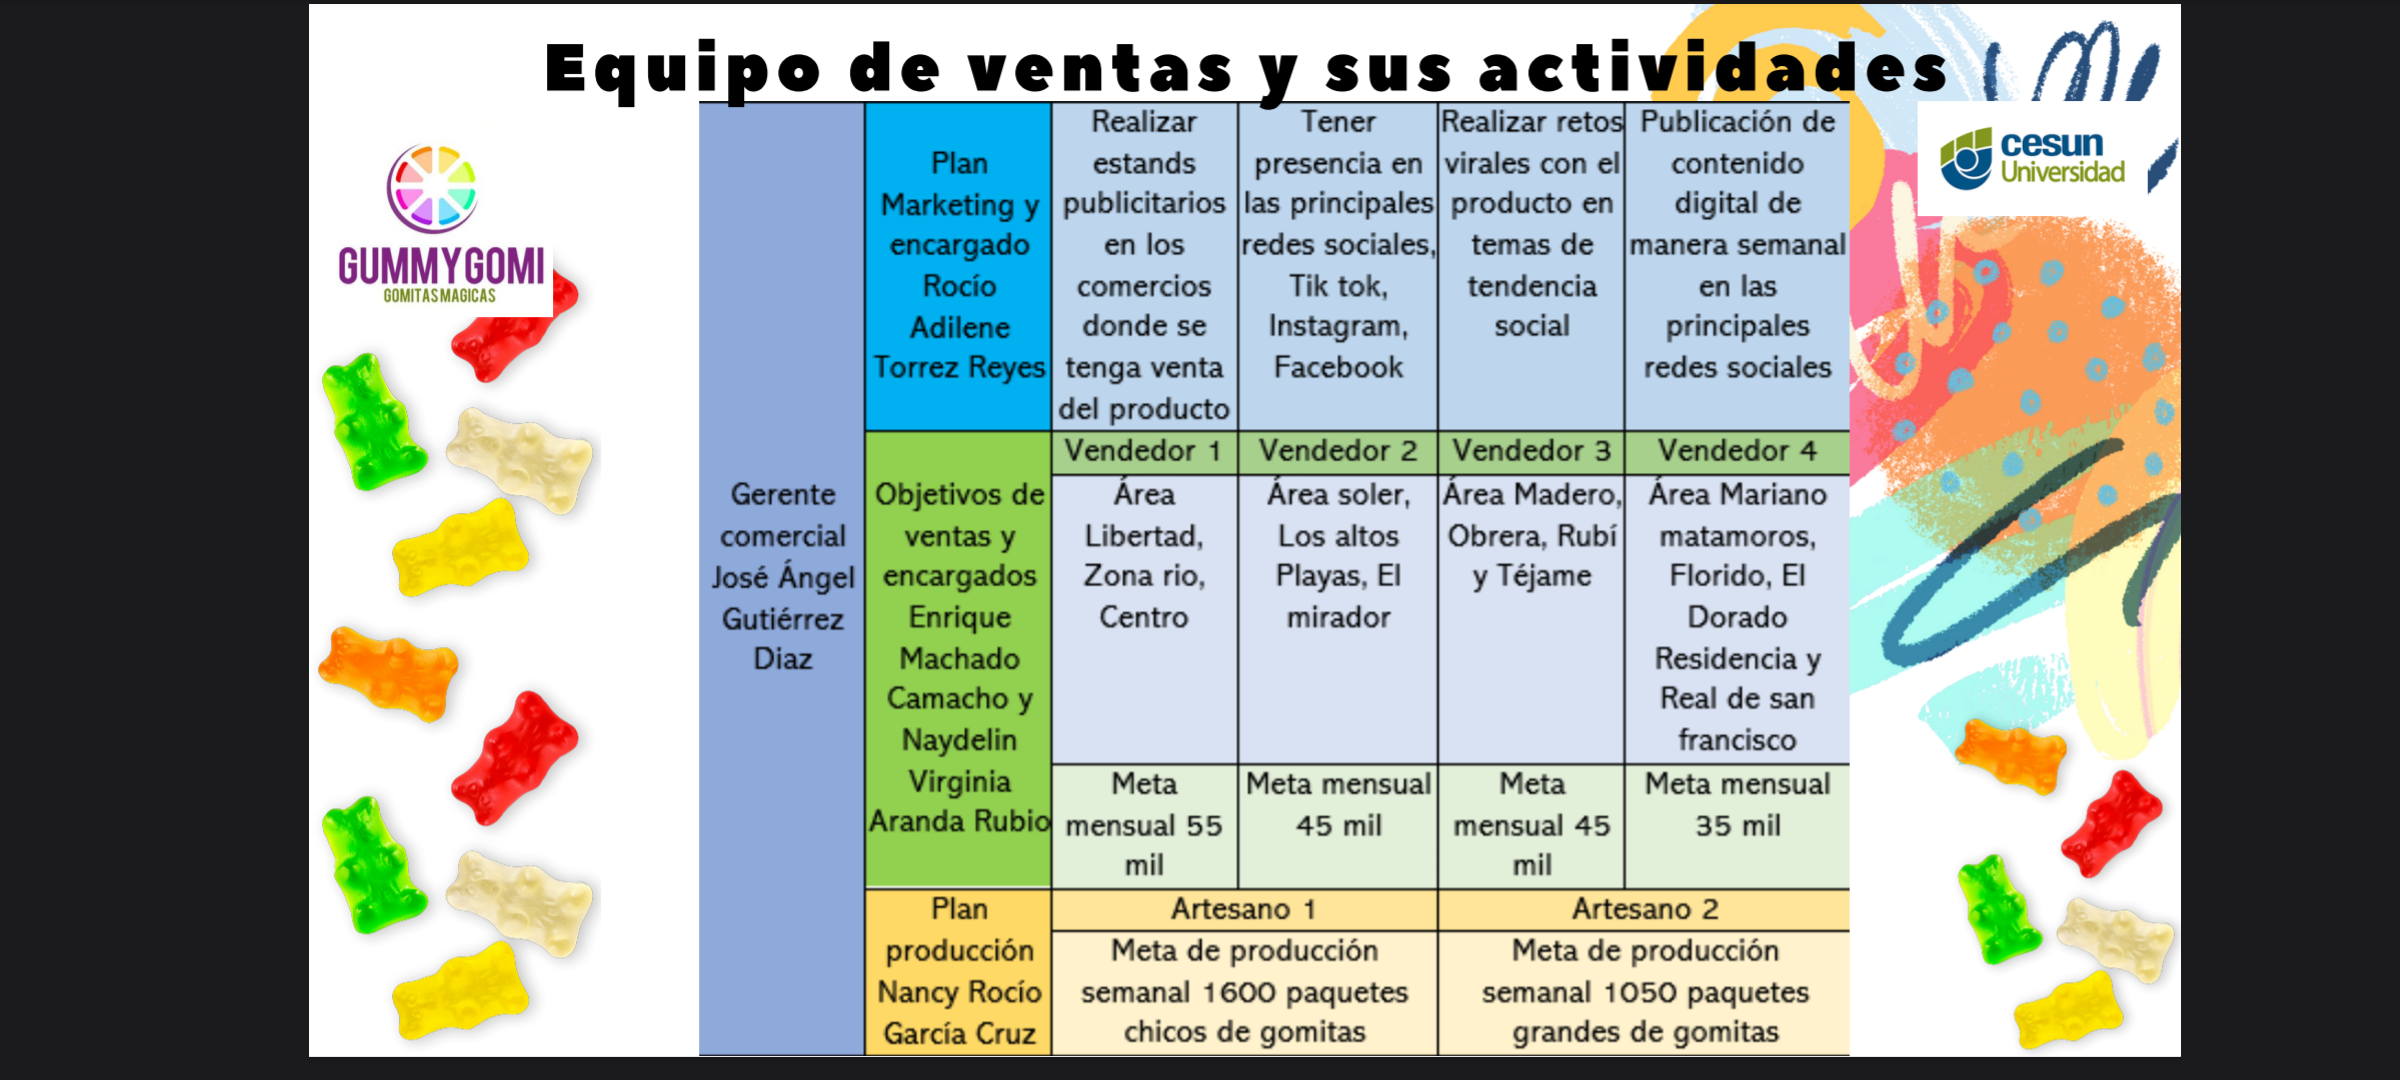 Equipo de ventas y sus actividades
GUMMYGOMI
GOMITAS MAGICAS
cesun
Universidad
Gerente
comercial
José Ángel
Gutiérrez
Diaz
Plan
Marketing y
encargado
Rocío
Adilene
Torrez Reyes
Realizar
estands
publicitarios
en los
comercios
donde se
tenga venta
del producto
Tener
presencia en
las principales
redes sociales,
Tik tok,
Instagram,
Facebook
Realizar retos
virales con el
producto en
temas de
tendencia
social
Publicación de
contenido
digital de
manera semanal
en las
principales
redes sociales
Objetivos de
ventas y
encargados
Enrique
Machado
Camacho y
Naydelin
Virginia
Aranda Rubio
Vendedor 1
Vendedor 2
Vendedor 3
Vendedor 4
Área
Libertad,
Zona rio,
Centro
Área soler,
Los altos
Playas, El
mirador
Área Madero,
Obrera, Rubí
y Téjame
Área Mariano
matamoros,
Florido, El
Dorado
Residencia y
Real de san
francisco
Meta
mensual 55
mil
Meta mensual
45 mil
Meta
mensual 45
mil
Meta mensual
35 mil
Plan
producción
Nancy Rocío
García Cruz
Artesano 1
Artesano 2
Meta de producción
semanal 1600 paquetes
chicos de gomitas
Meta de producción
semanal 1050 paquetes
grandes de gomitas